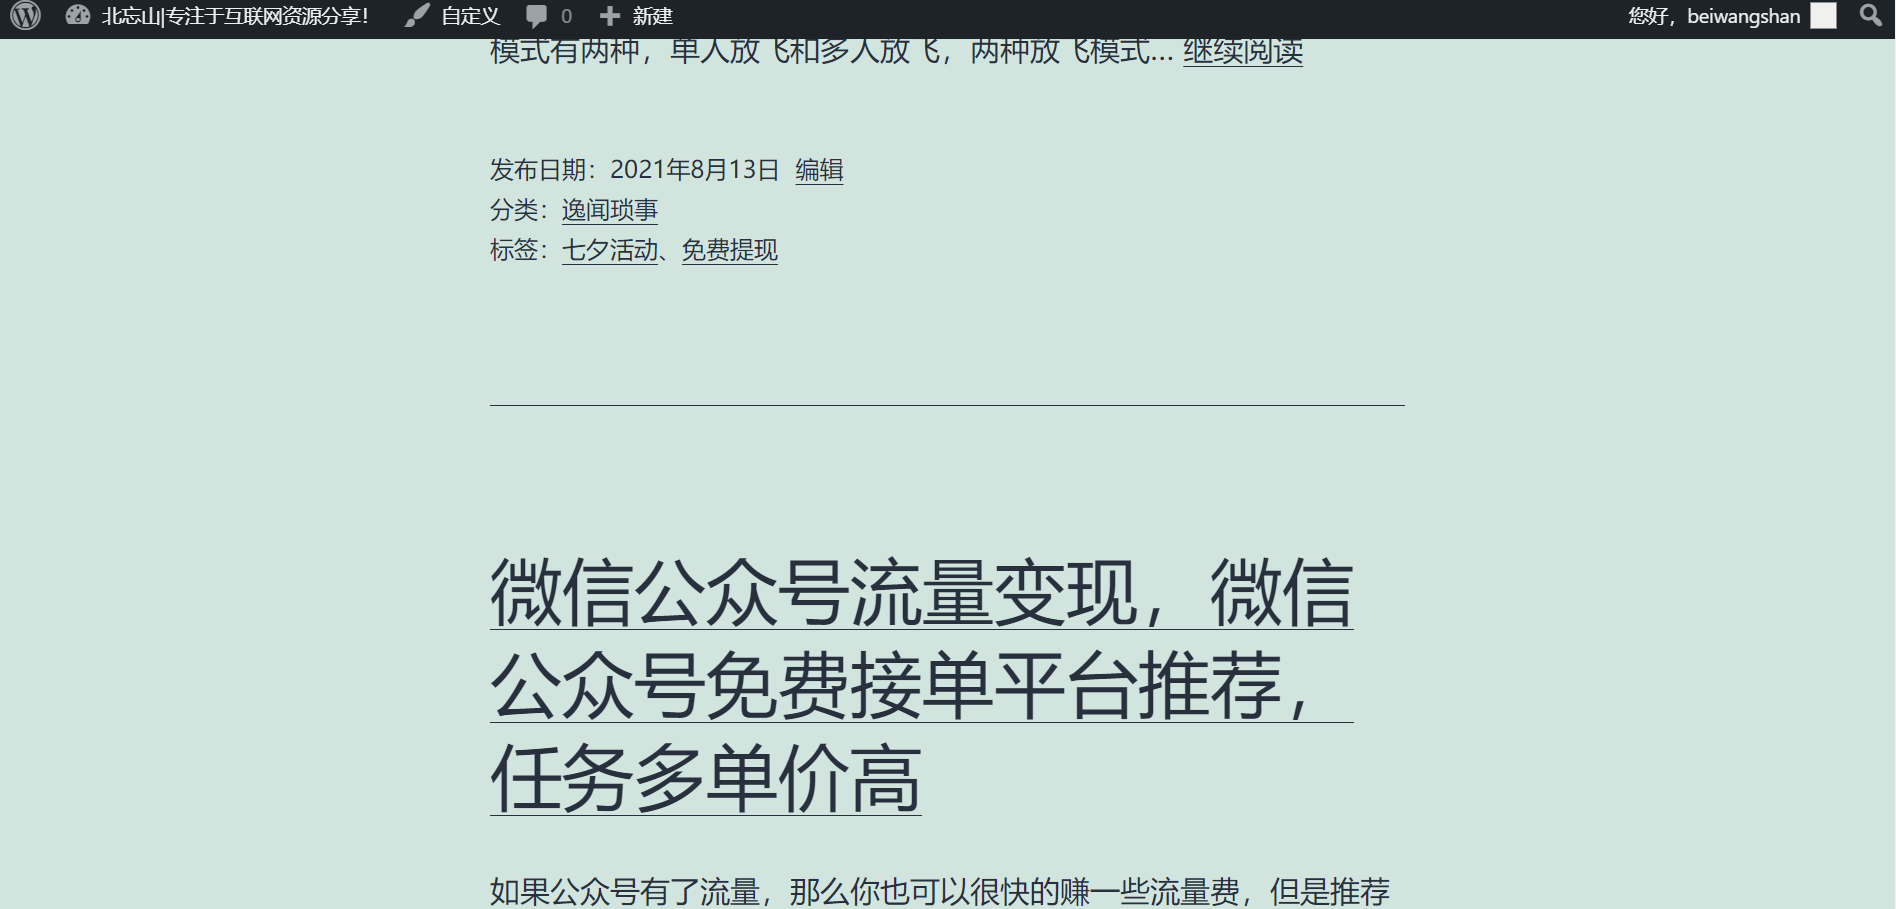 北忘山|专注于互联网资源分享！ 自定义 0 新建 您好，beiwangshan
模式有两种，单人放飞和多人放飞，两种放飞模式… 继续阅读
发布日期：2021年8月13日 编辑
分类：逸闻琐事
标签：七夕活动、免费提现
微信公众号流量变现，微信
公众号免费接单平台推荐，
任务多单价高
如果公众号有了流量，那么你也可以很快的赚一些流量费，但是推荐